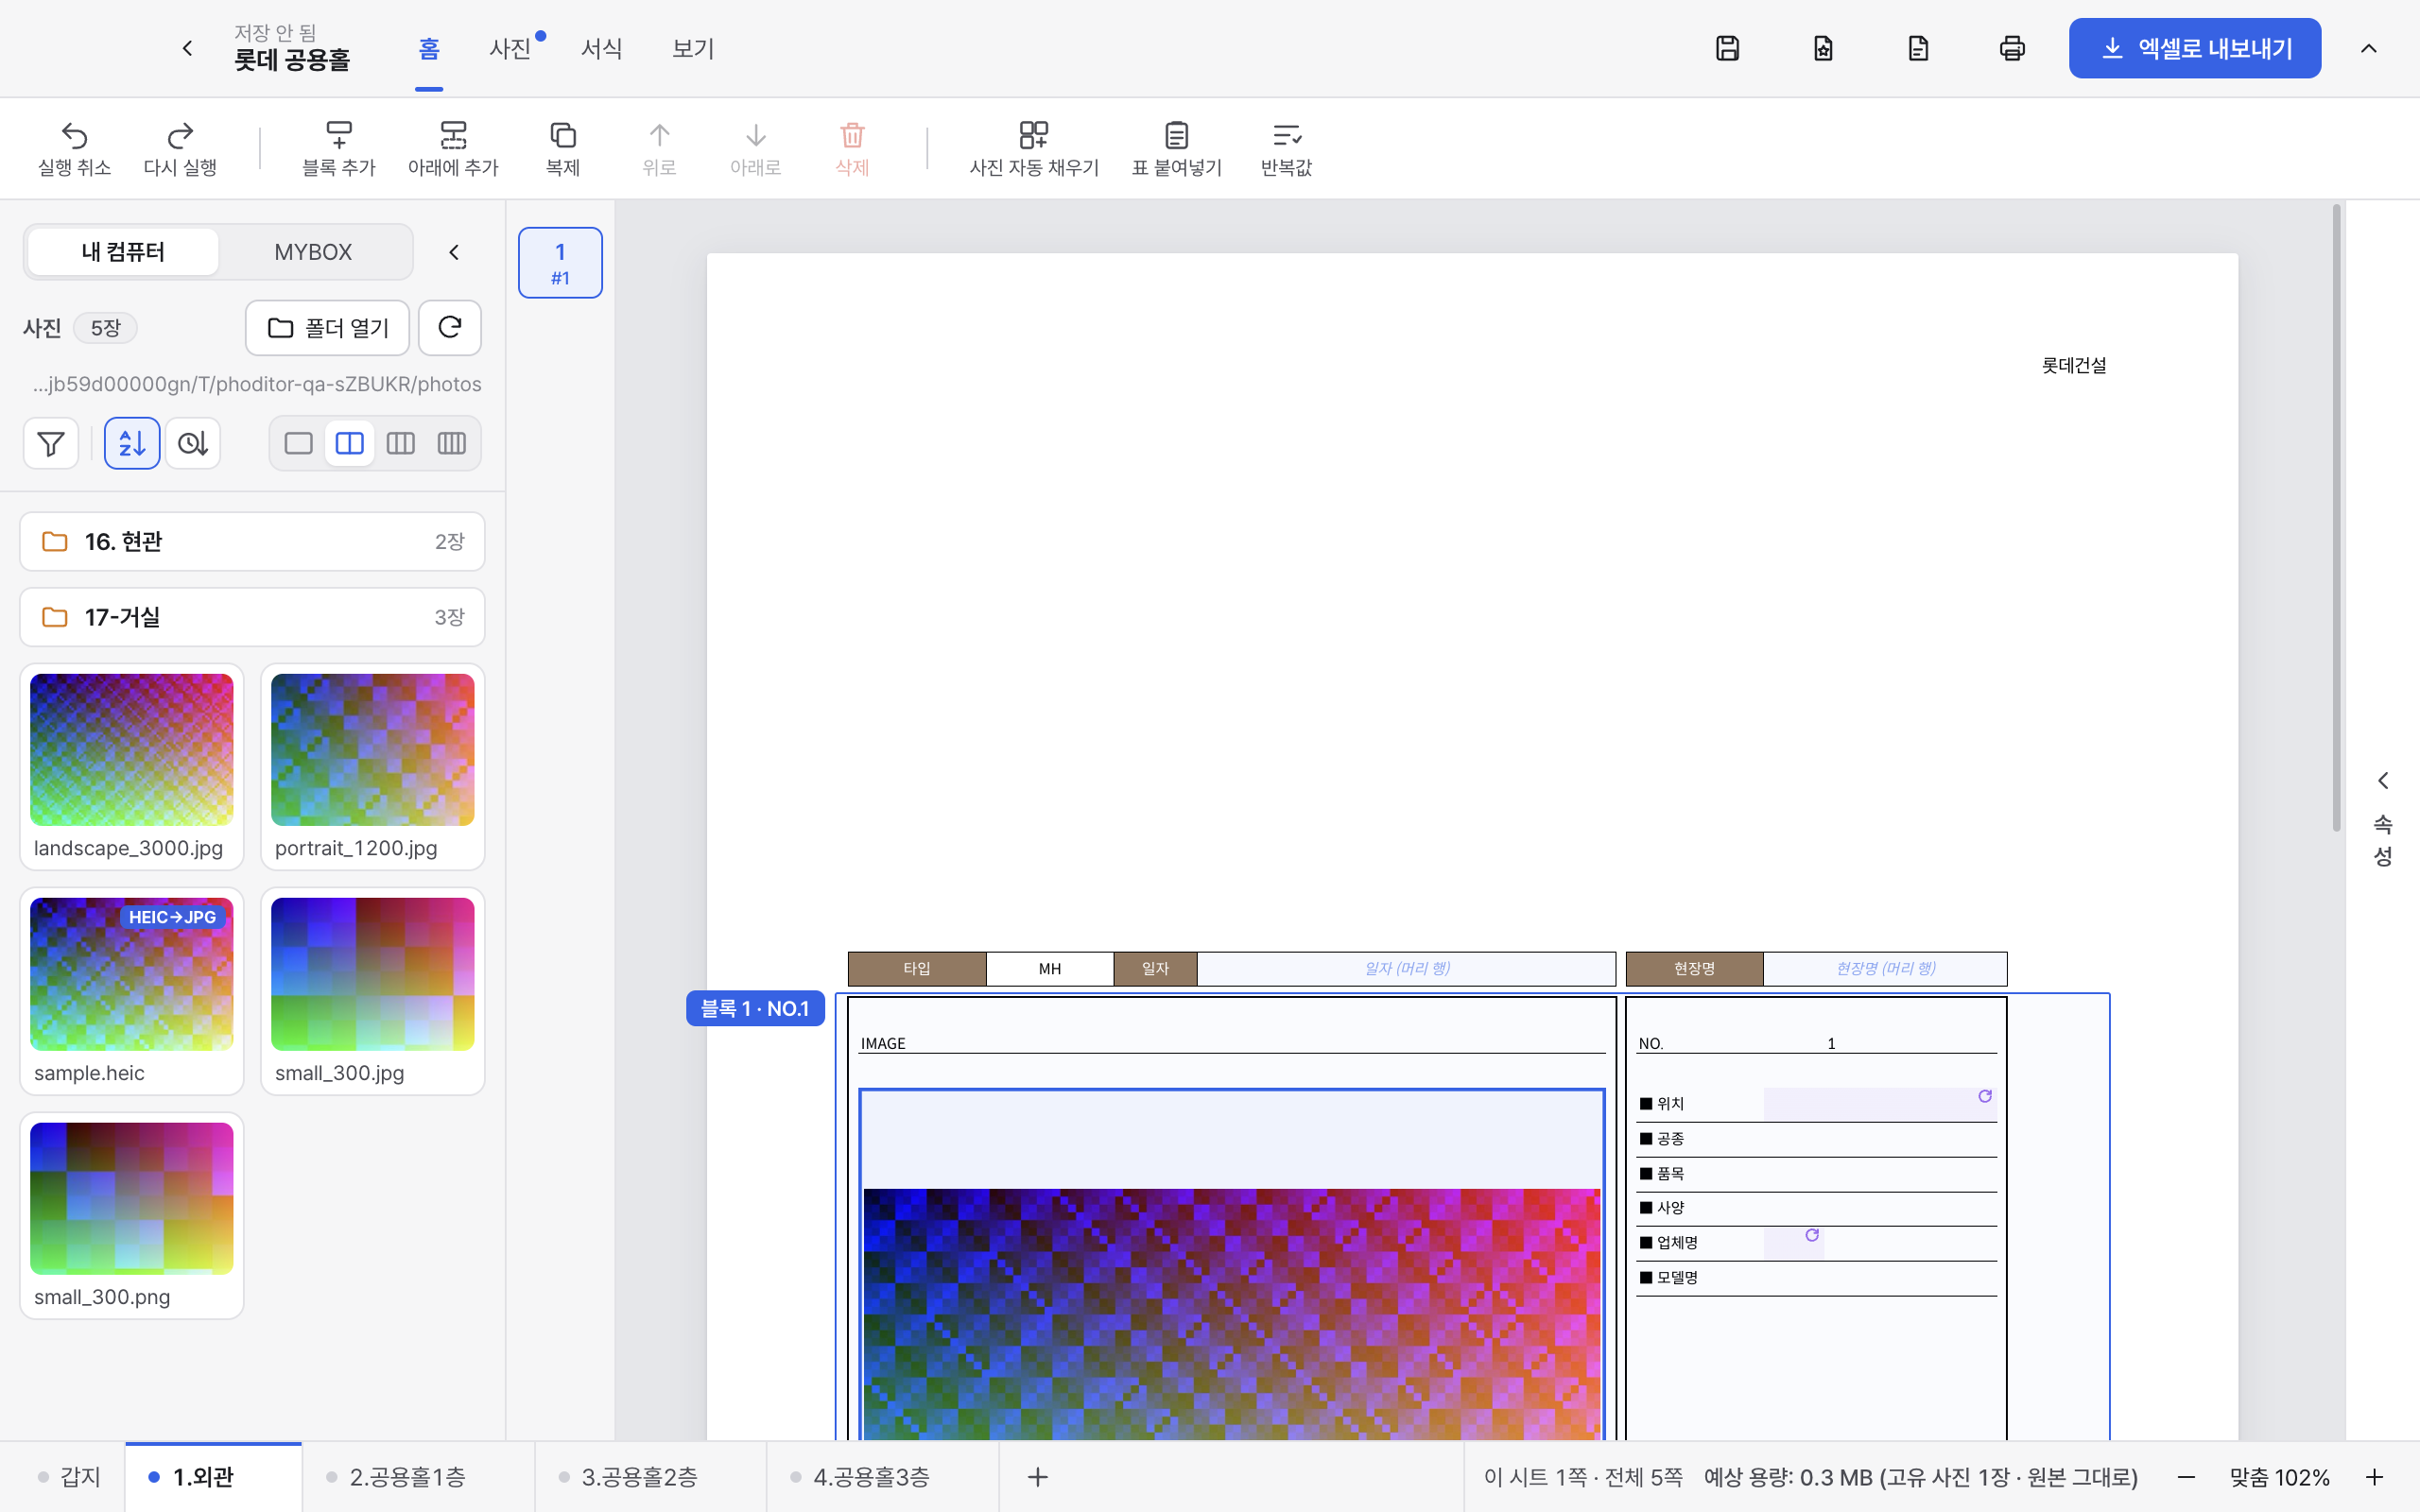 저장 안 됨
롯데 공용홀
홈 사진 서식 보기
엑셀로 내보내기
실행 취소 다시 실행 블록 추가 아래에 추가 복제 위로 아래로 삭제 사진 자동 채우기 표 붙여넣기 반복값
내 컴퓨터 MYBOX
사진 5장 폴더 열기
...jb59d00000gn/T/phoditor-qa-sZBUKR/photos
16. 현관 2장
17-거실 3장
landscape_3000.jpg portrait_1200.jpg
HEIC→JPG
sample.heic small_300.jpg
small_300.png
1
#1
롯데건설
타입 MH 일자 일자 (머리 행) 현장명 현장명 (머리 행)
블록 1 · NO.1
IMAGE
NO. 1
■ 위치
■ 공종
■ 품목
■ 사양
■ 업체명
■ 모델명
속
성
갑지 1.외관 2.공용홀1층 3.공용홀2층 4.공용홀3층
이 시트 1쪽 · 전체 5쪽 예상 용량: 0.3 MB (고유 사진 1장 · 원본 그대로) 맞춤 102%